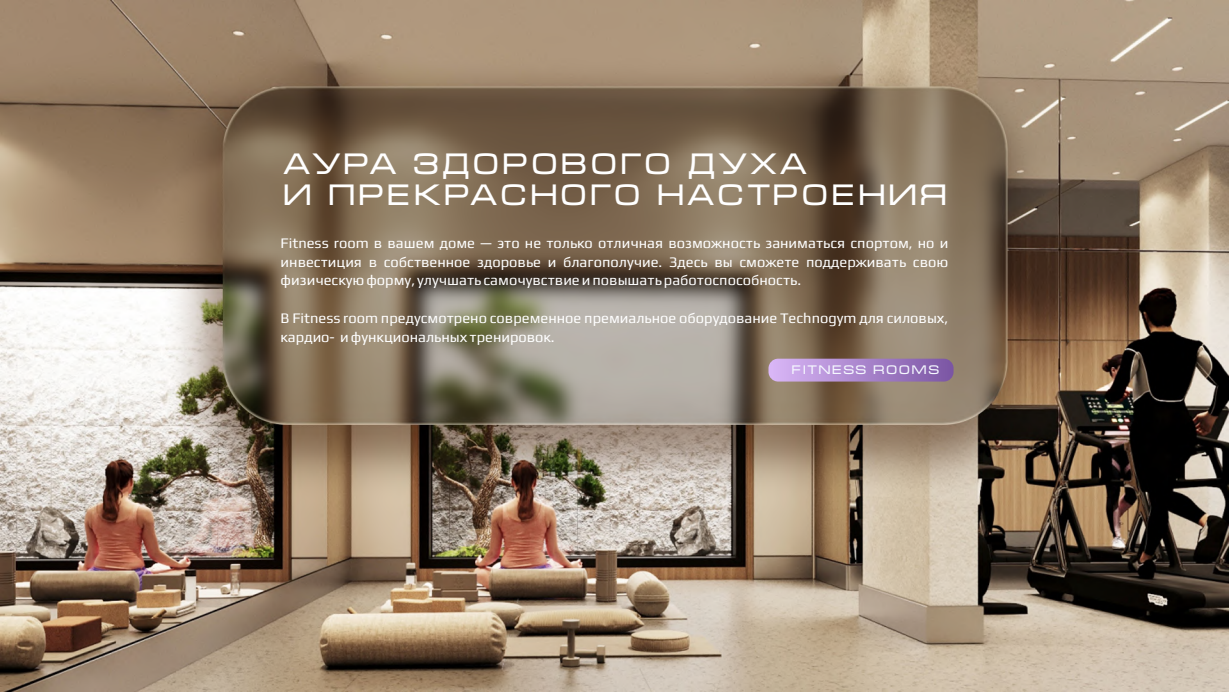 АУРА ЗДОРОВОГО ДУХА
И ПРЕКРАСНОГО НАСТРОЕНИЯ
Fitness room в вашем доме — это не только отличная возможность заниматься спортом, но и
инвестиция в собственное здоровье и благополучие. Здесь вы сможете поддерживать свою
физическую форму, улучшать самочувствие и повышать работоспособность.
В Fitness room предусмотрено современное премиальное оборудование Technogym для силовых,
кардио- и функциональных тренировок.
FITNESS ROOMS